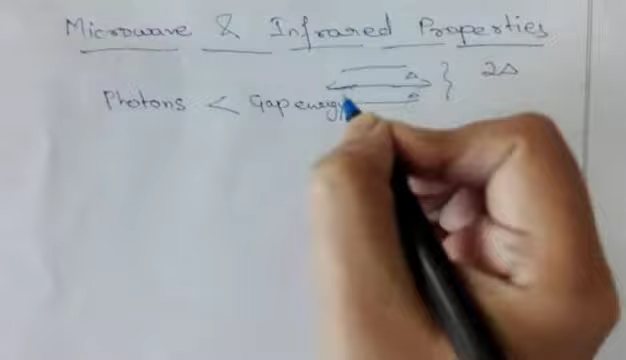 Microwave & Infrared Properties
Δ
} 2Δ
Photons < Gap energy Δ